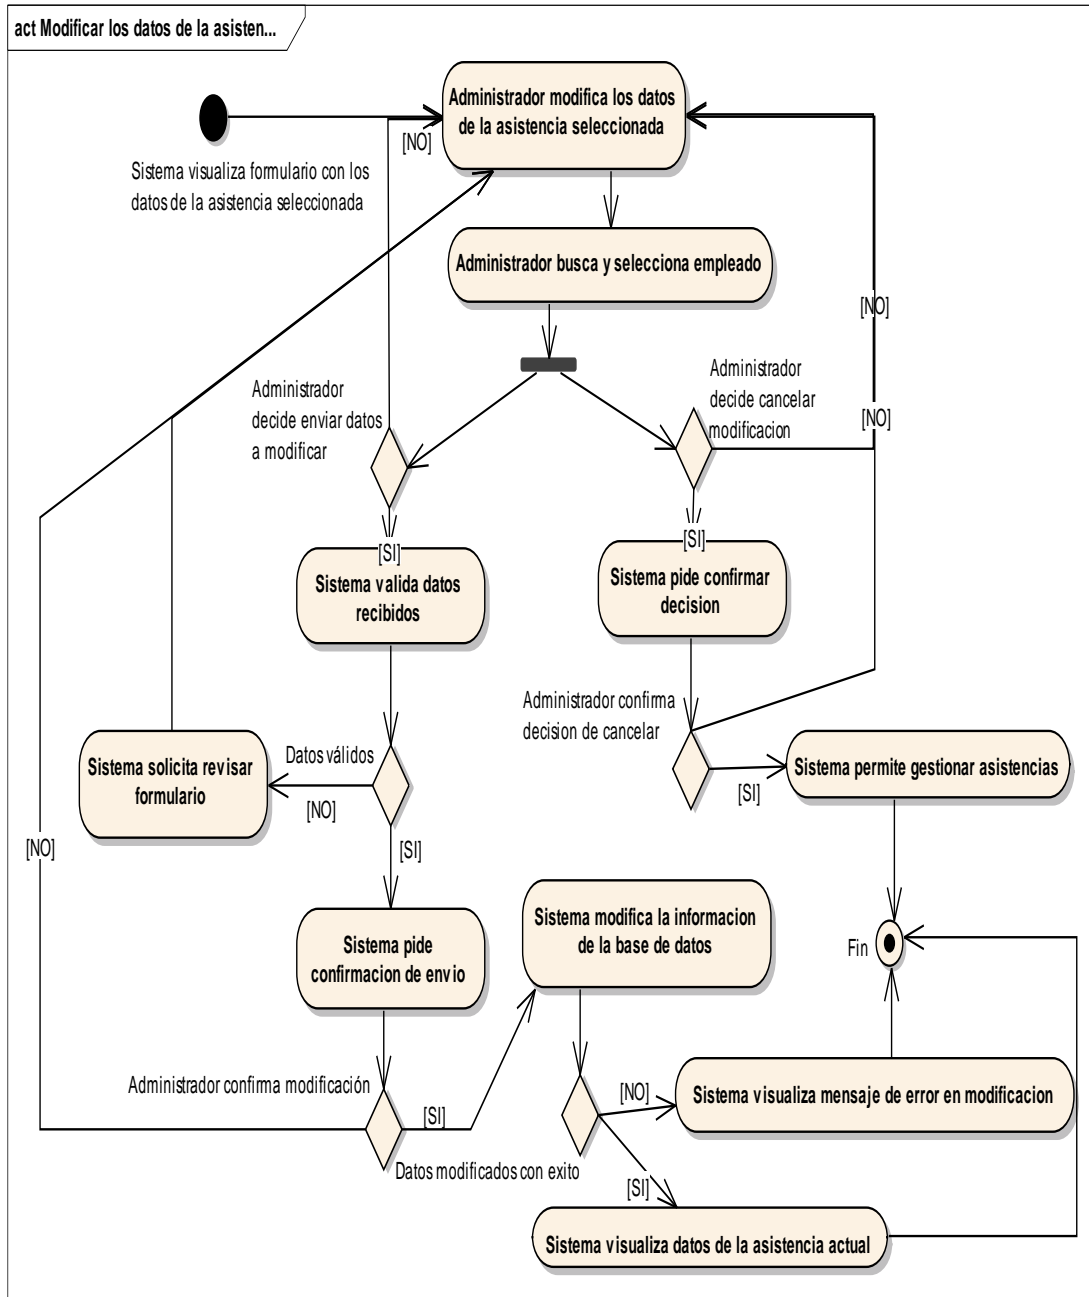 act Modificar los datos de la asisten...
Administrador modifica los datos
de la asistencia seleccionada
[NO]
Sistema visualiza formulario con los
datos de la asistencia seleccionada
Administrador busca y selecciona empleado
[NO]
Administrador
decide enviar datos
a modificar
Administrador
decide cancelar
modificacion
[NO]
[SI]
[SI]
Sistema valida datos
recibidos
Sistema pide confirmar
decision
Administrador confirma
decision de cancelar
Datos válidos
Sistema solicita revisar
formulario
[NO]
Sistema permite gestionar asistencias
[SI]
[NO]
[SI]
Sistema pide
confirmacion de envio
Sistema modifica la informacion
de la base de datos
Fin
Administrador confirma modificación
[SI]
[NO]
Sistema visualiza mensaje de error en modificacion
Datos modificados con exito
[SI]
Sistema visualiza datos de la asistencia actual